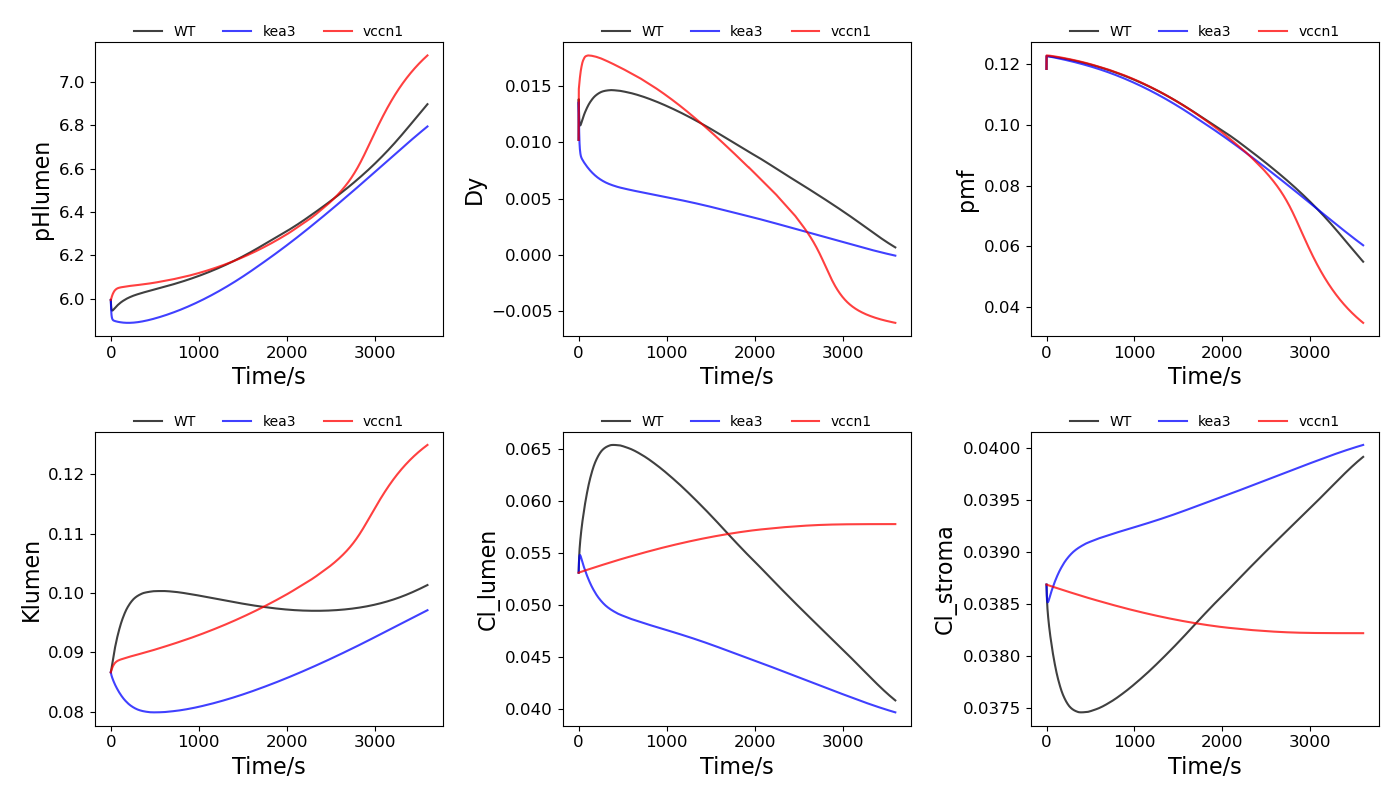 WT kea3 vccn1
pHlumen
7.0
6.8
6.6
6.4
6.2
6.0
0 1000 2000 3000
Time/s
WT kea3 vccn1
Dy
0.015
0.010
0.005
0.000
−0.005
0 1000 2000 3000
Time/s
WT kea3 vccn1
pmf
0.12
0.10
0.08
0.06
0.04
0 1000 2000 3000
Time/s
WT kea3 vccn1
Klumen
0.12
0.11
0.10
0.09
0.08
0 1000 2000 3000
Time/s
WT kea3 vccn1
Cl_lumen
0.065
0.060
0.055
0.050
0.045
0.040
0 1000 2000 3000
Time/s
WT kea3 vccn1
Cl_stroma
0.0400
0.0395
0.0390
0.0385
0.0380
0.0375
0 1000 2000 3000
Time/s